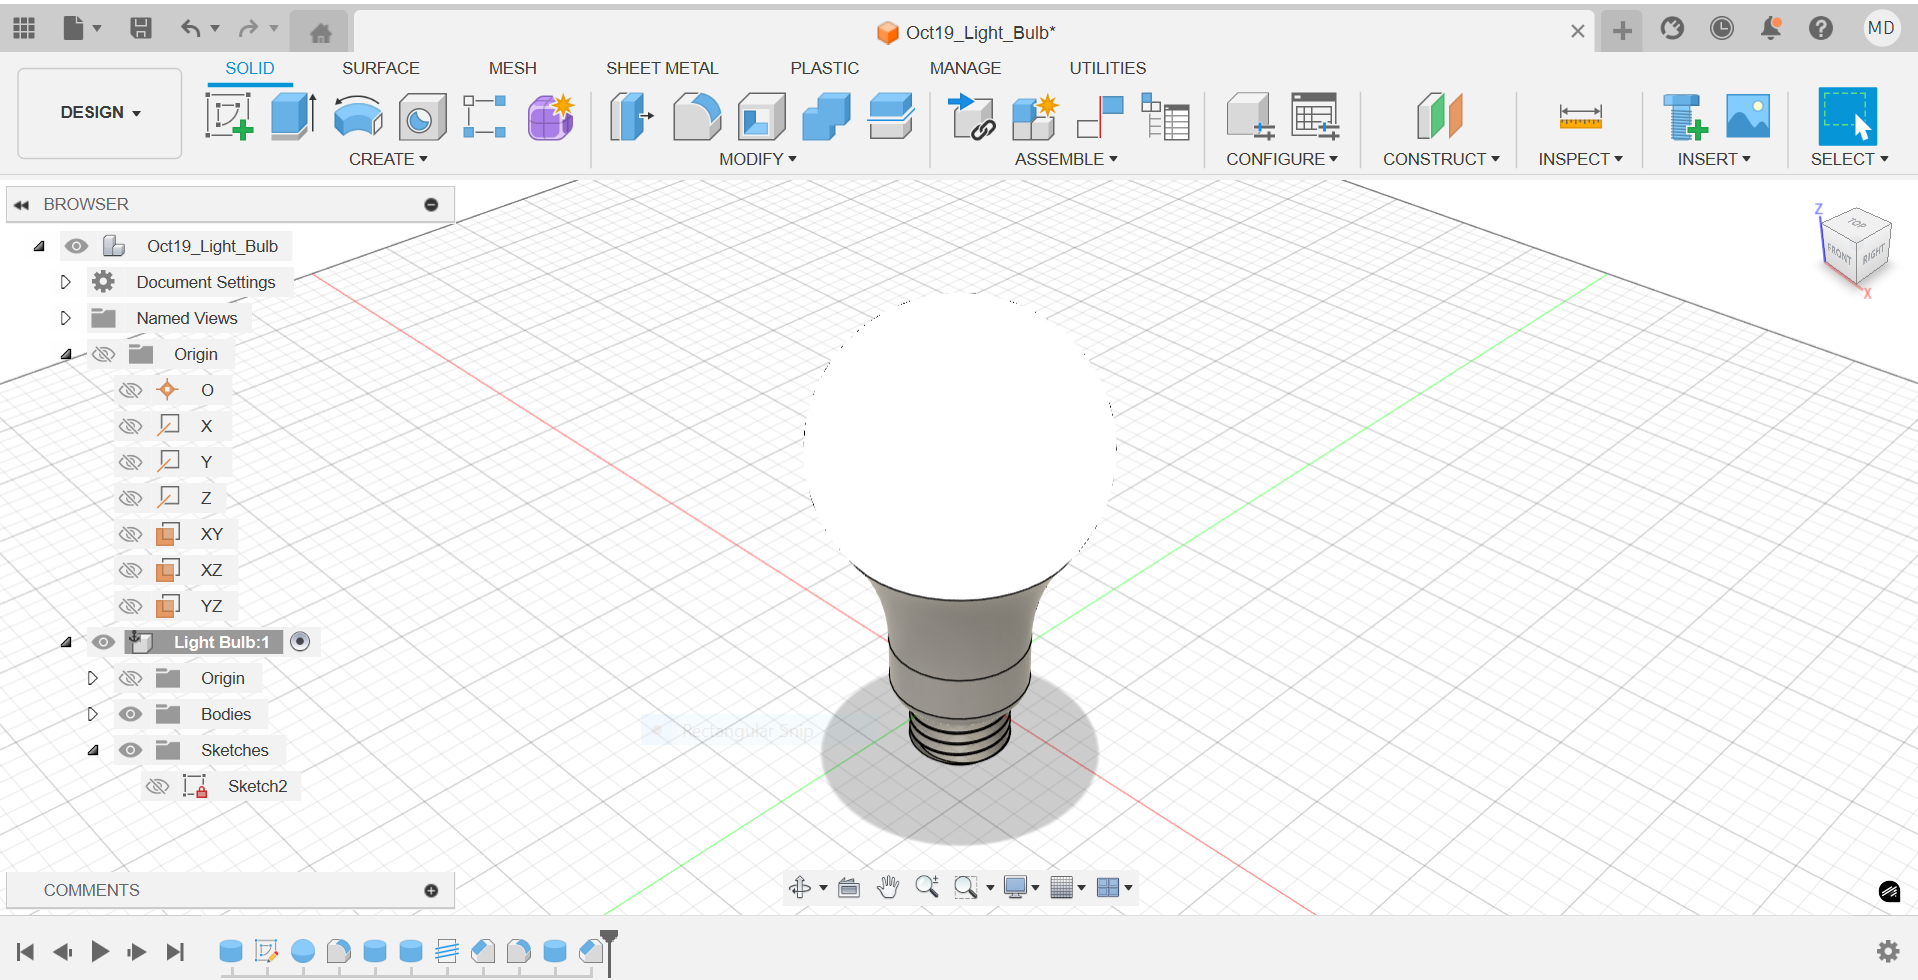 Oct19_Light_Bulb*
MD
DESIGN
SOLID
SURFACE
MESH
SHEET METAL
PLASTIC
MANAGE
UTILITIES
CREATE
MODIFY
ASSEMBLE
CONFIGURE
CONSTRUCT
INSPECT
INSERT
SELECT
BROWSER
Oct19_Light_Bulb
Document Settings
Named Views
Origin
O
X
Y
Z
XY
XZ
YZ
Light Bulb:1
Origin
Bodies
Sketches
Sketch2
Z
TOP
FRONT
RIGHT
X
Rectangular Snip
COMMENTS